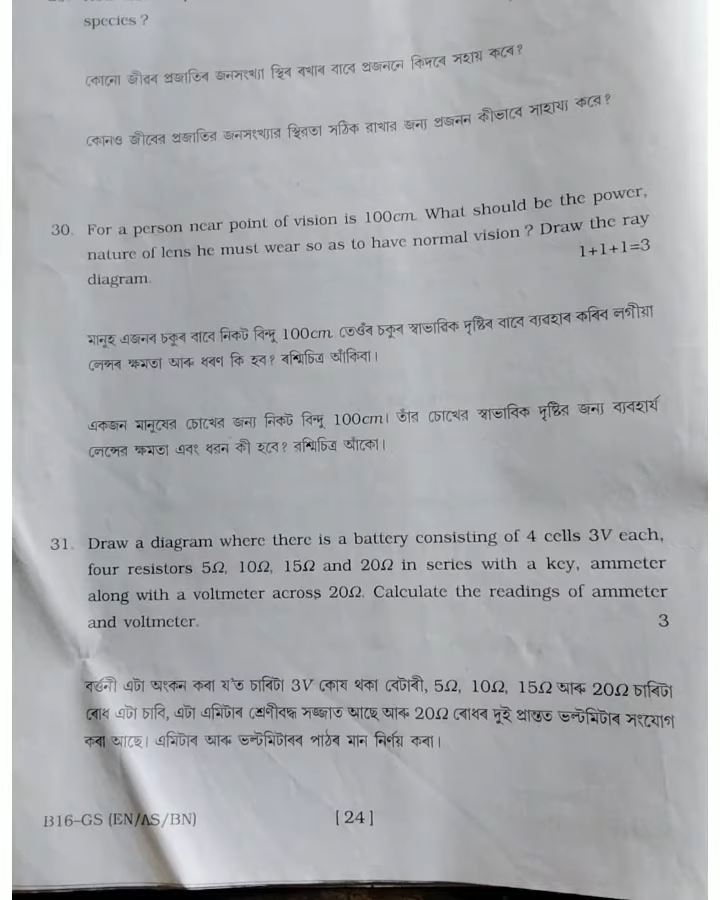 species ?
কোনো জীৱৰ প্ৰজাতিৰ জনসংখ্যা স্থিৰ ৰখাৰ বাবে প্ৰজননে কিদৰে সহায় কৰে?
কোনও জীবের প্রজাতির জনসংখ্যার স্থিরতা সঠিক রাখার জন্য প্রজনন কীভাবে সাহায্য করে?
30. For a person near point of vision is 100cm. What should be the power,
nature of lens he must wear so as to have normal vision ? Draw the ray
diagram. 1+1+1=3
মানুহ এজনৰ চকুৰ বাবে নিকট বিন্দু 100cm তেওঁৰ চকুৰ স্বাভাৱিক দৃষ্টিৰ বাবে ব্যৱহাৰ কৰিব লগীয়া
লেন্সৰ ক্ষমতা আৰু ধৰণ কি হব? ৰশ্মিচিত্ৰ আঁকিবা।
একজন মানুষের চোখের জন্য নিকট বিন্দু 100cm। তাঁর চোখের স্বাভাবিক দৃষ্টির জন্য ব্যবহার্য
লেন্সের ক্ষমতা এবং ধরন কী হবে? রশ্মিচিত্র আঁকো।
31. Draw a diagram where there is a battery consisting of 4 cells 3V each,
four resistors 5Ω, 10Ω, 15Ω and 20Ω in series with a key, ammeter
along with a voltmeter across 20Ω. Calculate the readings of ammeter
and voltmeter. 3
বৰ্তনী এটা অংকন কৰা য'ত চাৰিটা 3V কোষ থকা বেটাৰী, 5Ω, 10Ω, 15Ω আৰু 20Ω চাৰিটা
ৰোধ এটা চাবি, এটা এমিটাৰ শ্ৰেণীবদ্ধ সজ্জাত আছে আৰু 20Ω ৰোধৰ দুই প্ৰান্তত ভল্টমিটাৰ সংযোগ
কৰা আছে। এমিটাৰ আৰু ভল্টমিটাৰৰ পাঠৰ মান নিৰ্ণয় কৰা।
B16-GS (EN/AS/BN) [ 24 ]